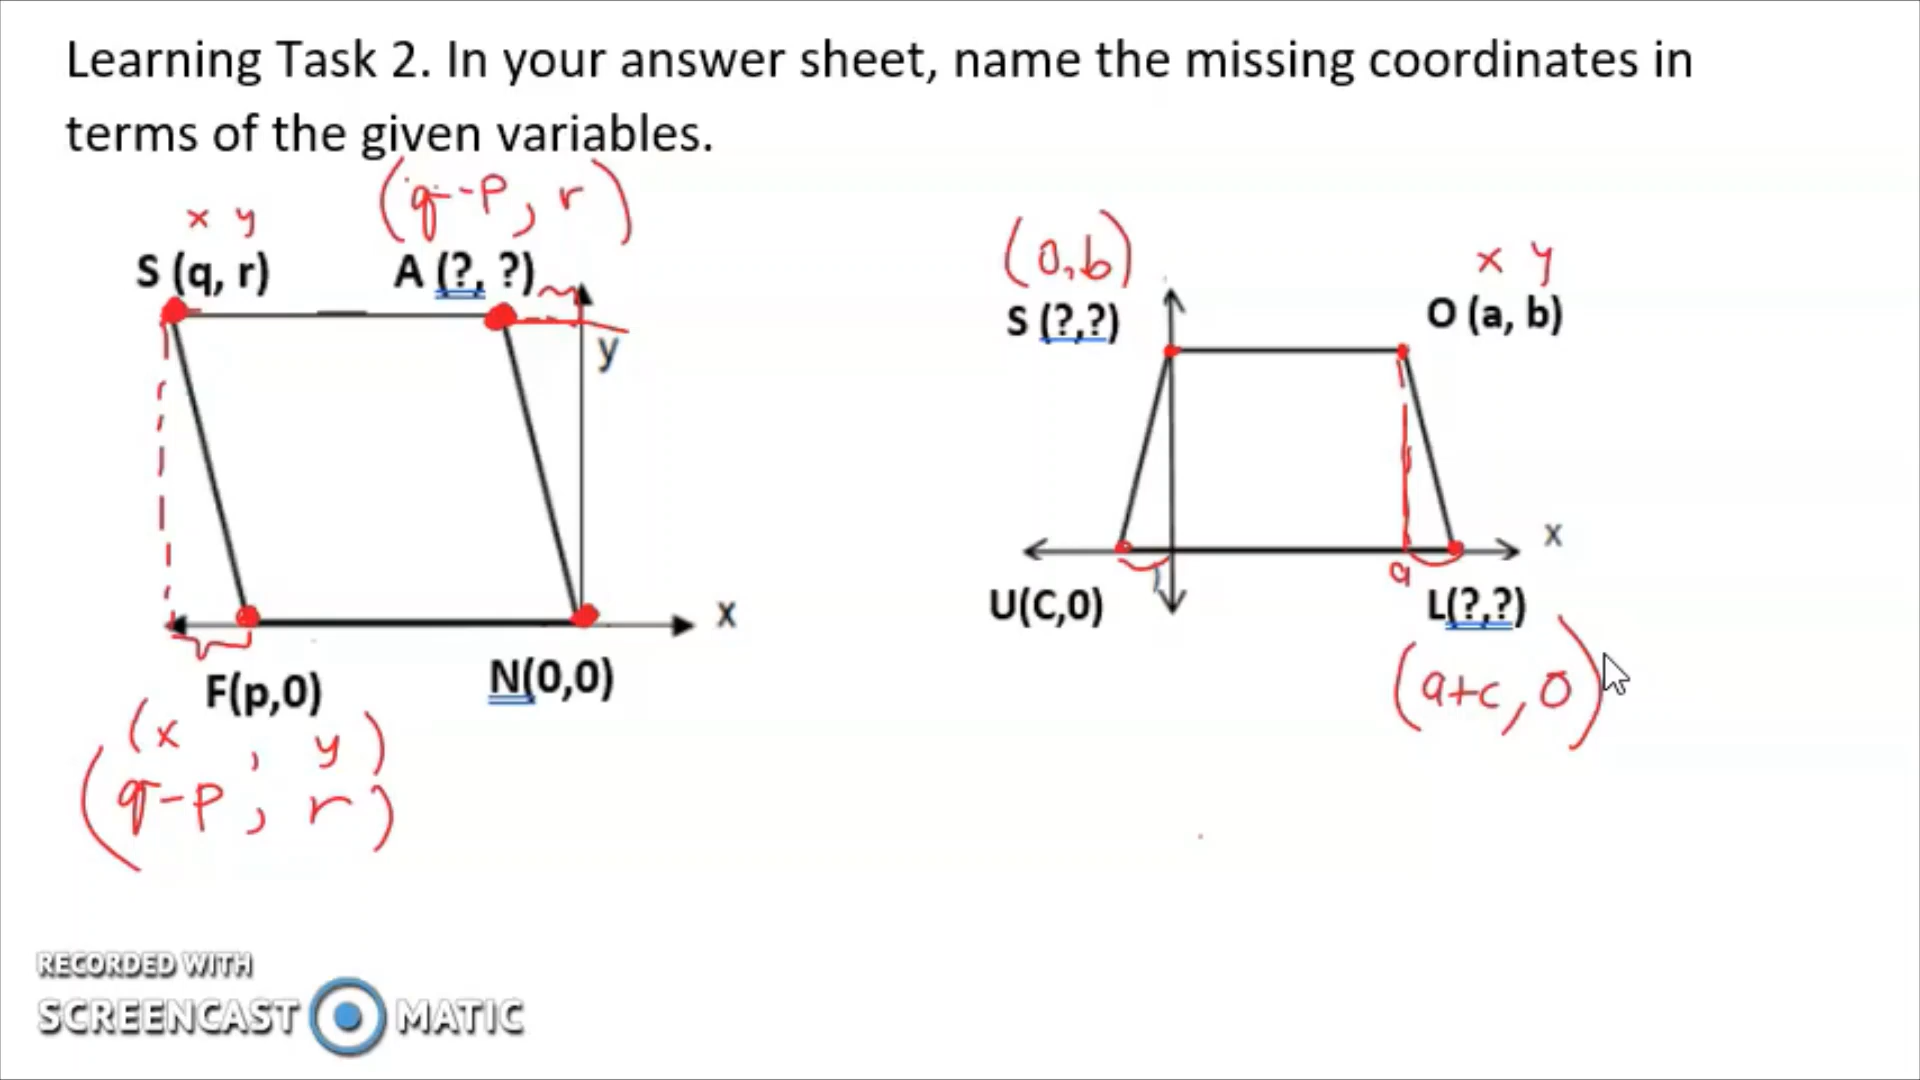 Learning Task 2. In your answer sheet, name the missing coordinates in
terms of the given variables.
(q-p, r)
x y
S (q, r)
A (?, ?)
y
x
F(p,0)
N(0,0)
(x , y)
(q-p, r)
(0,b)
S (?,?)
x y
O (a, b)
x
a
U(C,0)
L(?,?)
(a+c, 0)
RECORDED WITH
SCREENCAST MATIC